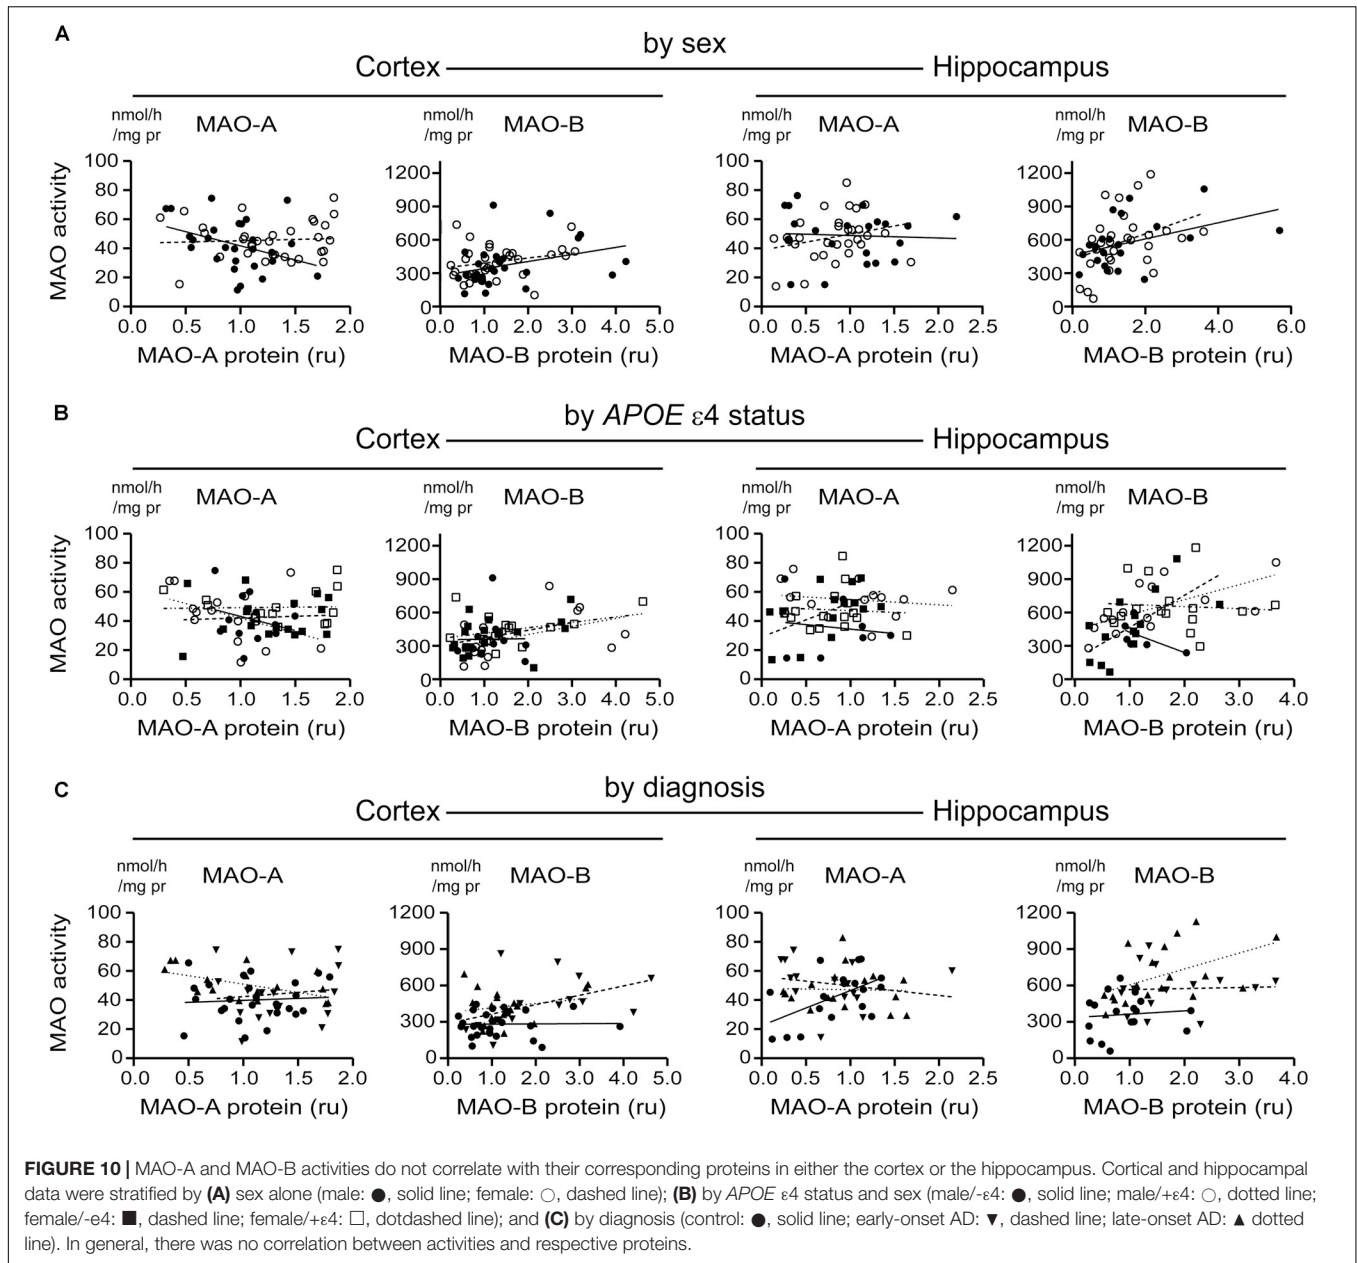 A
by sex
Cortex Hippocampus
nmol/h
/mg pr
MAO-A
nmol/h
/mg pr
MAO-B
nmol/h
/mg pr
MAO-A
nmol/h
/mg pr
MAO-B
MAO activity
100
80
60
40
20
0
0.0 0.5 1.0 1.5 2.0
MAO-A protein (ru)
1200
900
600
300
0
0.0 1.0 2.0 3.0 4.0 5.0
MAO-B protein (ru)
100
80
60
40
20
0
0.0 0.5 1.0 1.5 2.0 2.5
MAO-A protein (ru)
1200
900
600
300
0
0.0 2.0 4.0 6.0
MAO-B protein (ru)
B
by APOE ε4 status
Cortex Hippocampus
nmol/h
/mg pr
MAO-A
nmol/h
/mg pr
MAO-B
nmol/h
/mg pr
MAO-A
nmol/h
/mg pr
MAO-B
MAO activity
100
80
60
40
20
0
0.0 0.5 1.0 1.5 2.0
MAO-A protein (ru)
1200
900
600
300
0
0.0 1.0 2.0 3.0 4.0 5.0
MAO-B protein (ru)
100
80
60
40
20
0
0.0 0.5 1.0 1.5 2.0 2.5
MAO-A protein (ru)
1200
900
600
300
0
0.0 1.0 2.0 3.0 4.0
MAO-B protein (ru)
C
by diagnosis
Cortex Hippocampus
nmol/h
/mg pr
MAO-A
nmol/h
/mg pr
MAO-B
nmol/h
/mg pr
MAO-A
nmol/h
/mg pr
MAO-B
MAO activity
100
80
60
40
20
0
0.0 0.5 1.0 1.5 2.0
MAO-A protein (ru)
1200
900
600
300
0
0.0 1.0 2.0 3.0 4.0 5.0
MAO-B protein (ru)
100
80
60
40
20
0
0.0 0.5 1.0 1.5 2.0 2.5
MAO-A protein (ru)
1200
900
600
300
0
0.0 1.0 2.0 3.0 4.0
MAO-B protein (ru)
FIGURE 10 | MAO-A and MAO-B activities do not correlate with their corresponding proteins in either the cortex or the hippocampus. Cortical and hippocampal
data were stratified by (A) sex alone (male: ●, solid line; female: ○, dashed line); (B) by APOE ε4 status and sex (male/-ε4: ●, solid line; male/+ε4: ○, dotted line;
female/-e4: ■, dashed line; female/+ε4: □, dotdashed line); and (C) by diagnosis (control: ●, solid line; early-onset AD: ▼, dashed line; late-onset AD: ▲ dotted
line). In general, there was no correlation between activities and respective proteins.